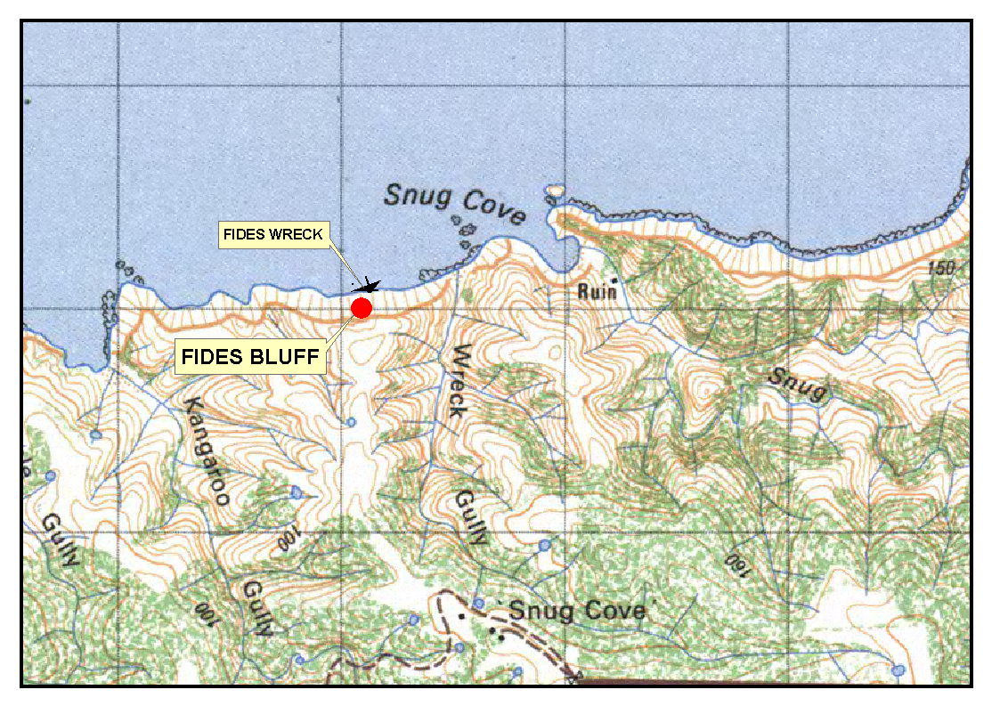 Snug Cove
FIDES WRECK
150
Ruin
FIDES BLUFF
Wreck
Snug
Kangaroo
Gully
Gully
100
160
Gully
100
'Snug Cove'